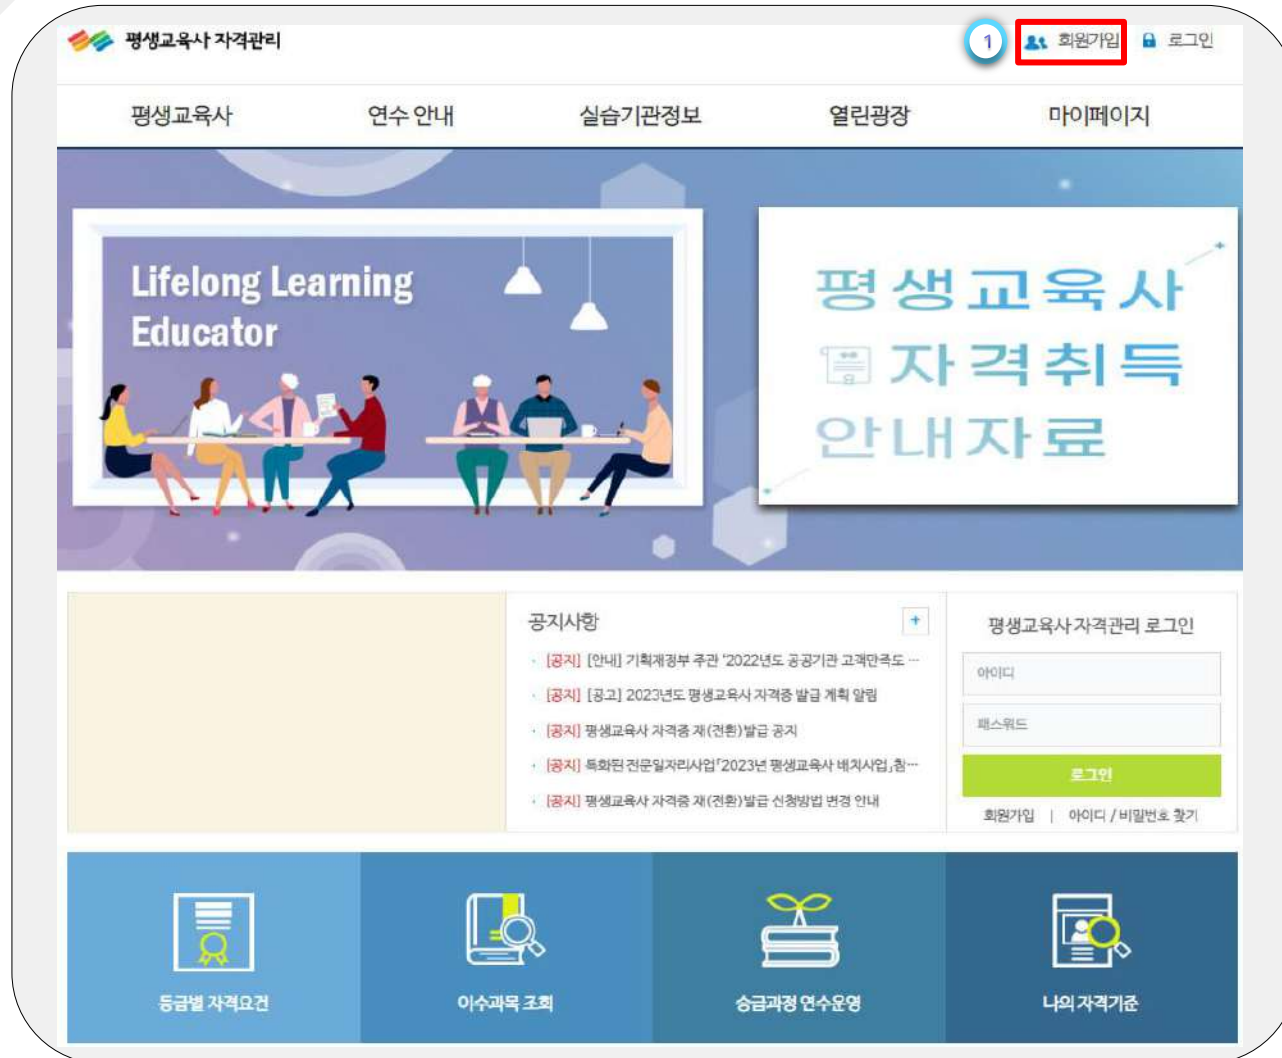 평생교육사 자격관리
1 회원가입 로그인
평생교육사 연수 안내 실습기관정보 열린광장 마이페이지
Lifelong Learning
Educator
평생교육사
자격취득
안내자료
공지사항 +
· [공지] [안내] 기획재정부 주관 '2022년도 공공기관 고객만족도 …
· [공지] [공고] 2023년도 평생교육사 자격증 발급 계획 알림
· [공지] 평생교육사 자격증 재(전환)발급 공지
· [공지] 특화된 전문일자리사업「2023년 평생교육사 배치사업」참…
· [공지] 평생교육사 자격증 재(전환)발급 신청방법 변경 안내
평생교육사 자격관리 로그인
아이디
패스워드
로그인
회원가입 | 아이디 / 비밀번호 찾기
등급별 자격요건 이수과목 조회 승급과정 연수운영 나의 자격기준